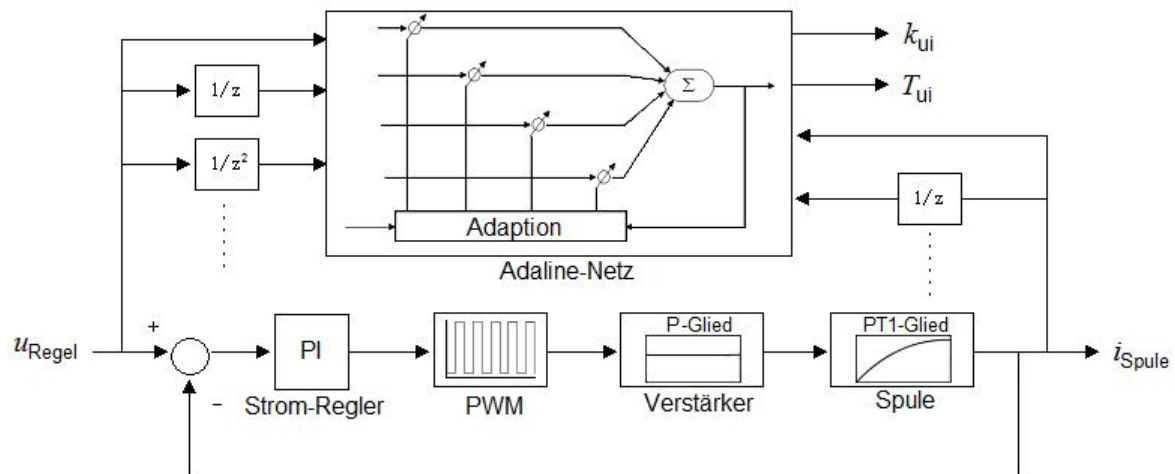 k_ui
1/z
Σ
T_ui
1/z²
1/z
Adaption
Adaline-Netz
P-Glied
PT1-Glied
+
u_Regel
PI
i_Spule
−
Strom-Regler
PWM
Verstärker
Spule